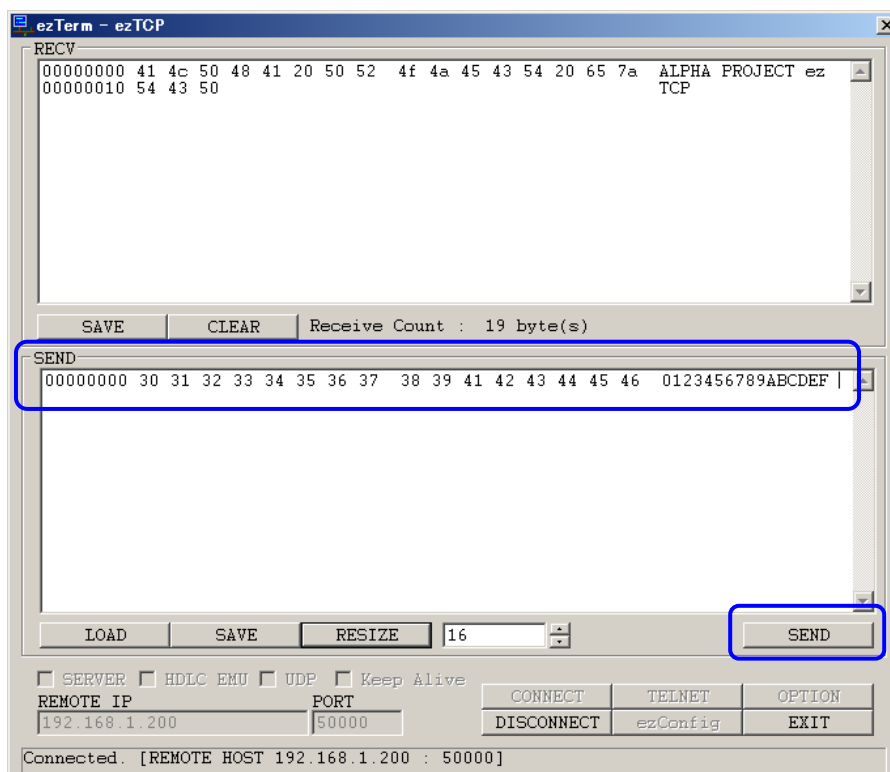 ezTerm - ezTCP
RECV
00000000 41 4c 50 48 41 20 50 52 4f 4a 45 43 54 20 65 7a ALPHA PROJECT ez
00000010 54 43 50 TCP
SAVE CLEAR Receive Count : 19 byte(s)
SEND
00000000 30 31 32 33 34 35 36 37 38 39 41 42 43 44 45 46 0123456789ABCDEF
LOAD SAVE RESIZE 16 SEND
SERVER HDLC EMU UDP Keep Alive
REMOTE IP PORT CONNECT TELNET OPTION
192.168.1.200 50000 DISCONNECT ezConfig EXIT
Connected. [REMOTE HOST 192.168.1.200 : 50000]